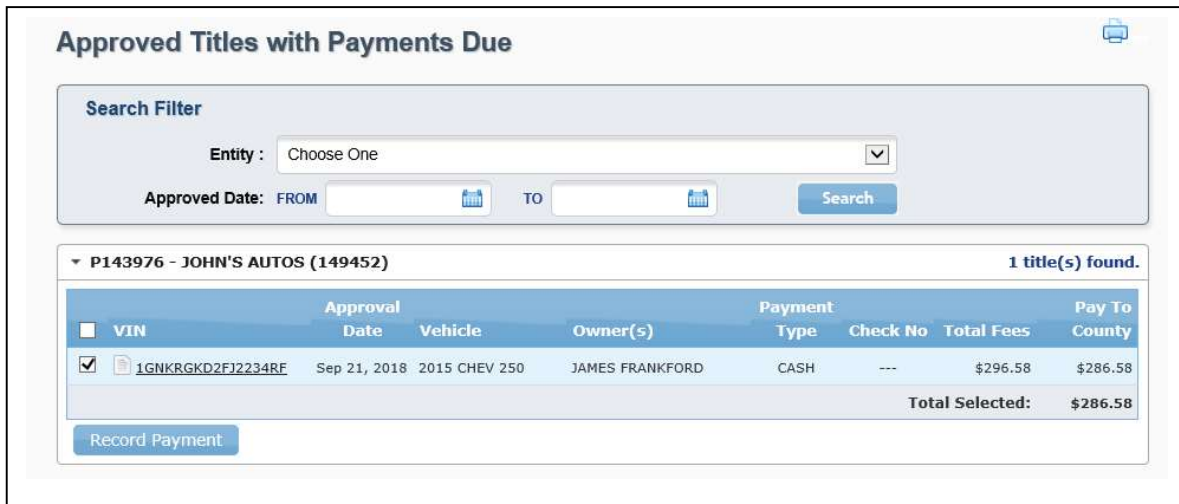 Approved Titles with Payments Due
Search Filter
Entity : Choose One
Approved Date: FROM TO Search
P143976 - JOHN'S AUTOS (149452) 1 title(s) found.
VIN Approval Date Vehicle Owner(s) Payment Type Check No Total Fees Pay To County
1GNKRGKD2FJ2234RF Sep 21, 2018 2015 CHEV 250 JAMES FRANKFORD CASH --- $296.58 $286.58
Total Selected: $286.58
Record Payment